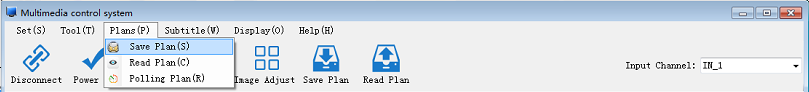 Multimedia control system
Set(S) Tool(T) Plans(P) Subtitle(W) Display(O) Help(H)
Save Plan(S)
Read Plan(C)
Polling Plan(R)
Disconnect Power Image Adjust Save Plan Read Plan Input Channel: IN_1